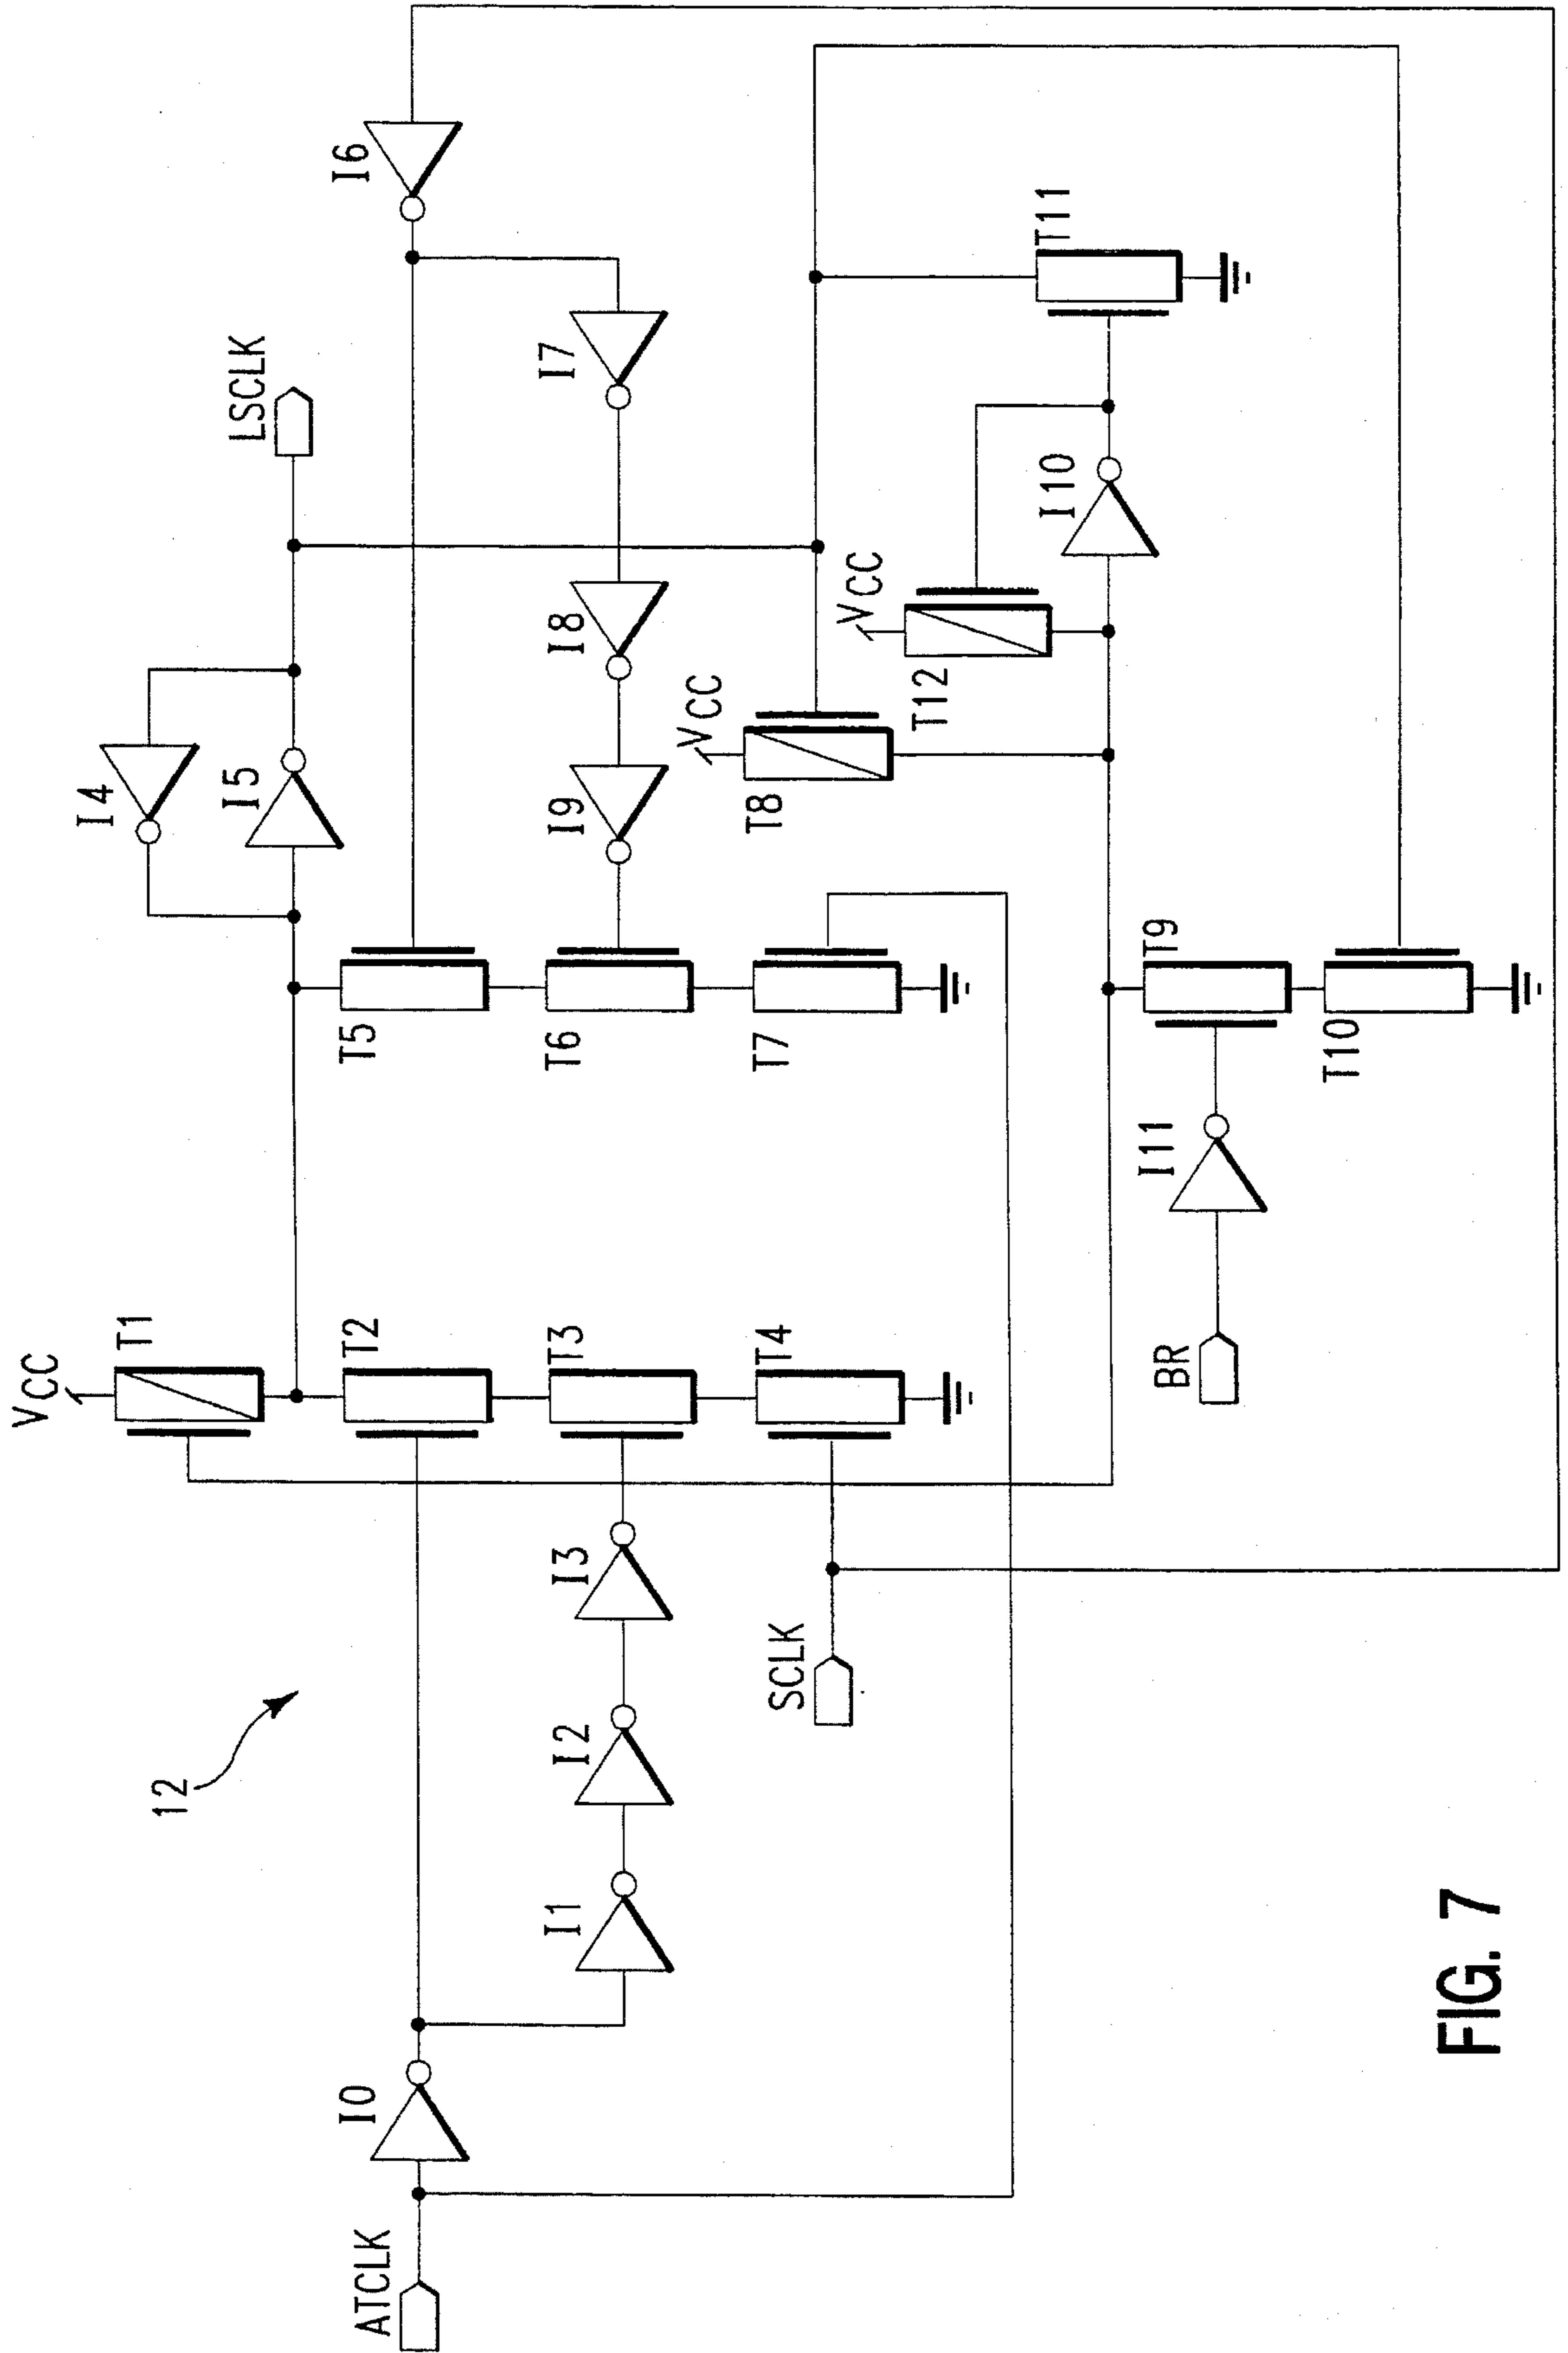 12
VCC
T1
T2
T3
T4
I0
I1
I2
I3
ATCLK
SCLK
I4
I5
LSCLK
T5
T6
T7
I6
I7
I8
I9
VCC
T8
VCC
T12
I10
T11
T9
T10
I11
BR
FIG. 7